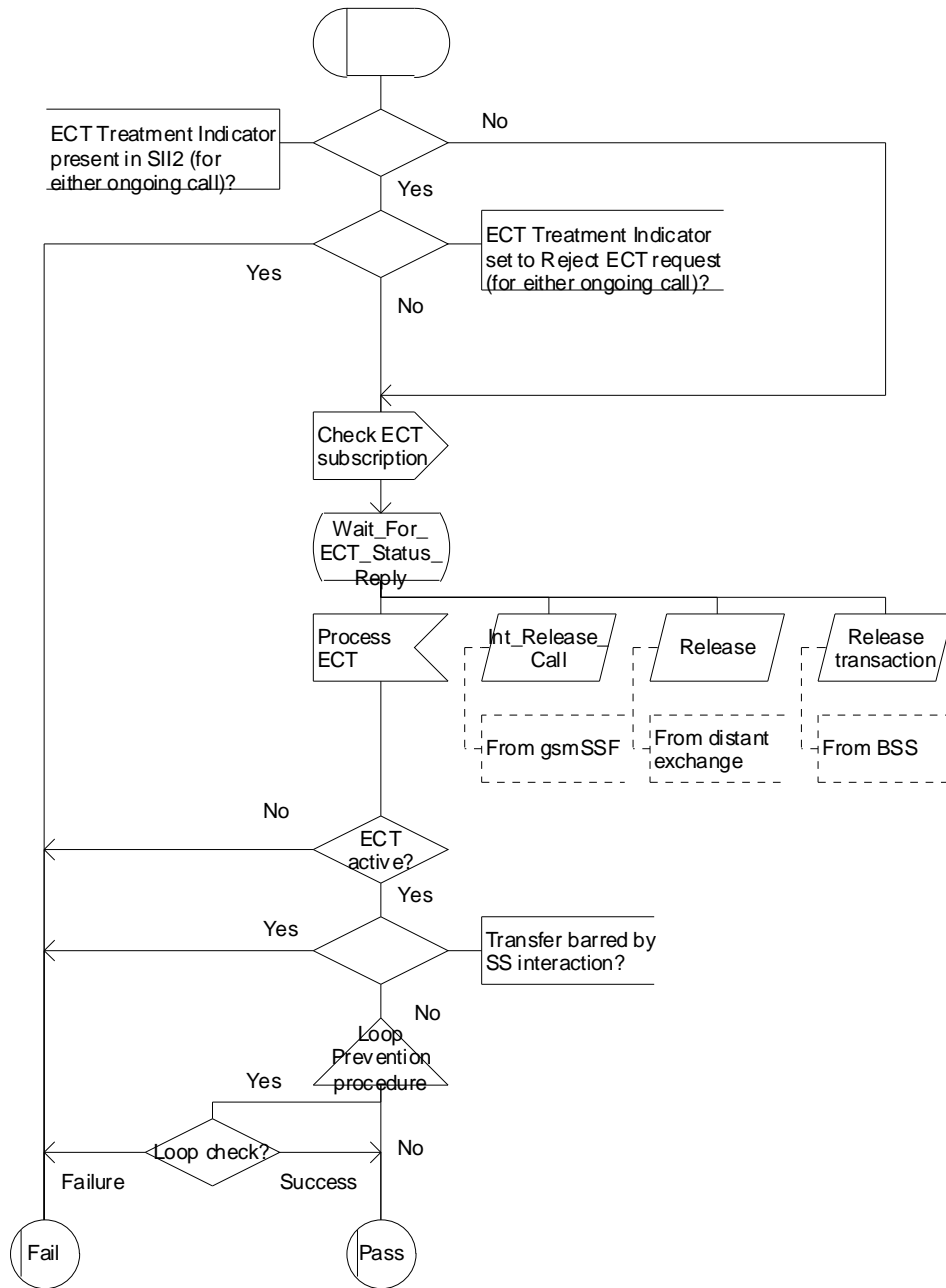 No
ECT Treatment Indicator
present in SII2 (for
either ongoing call)?
Yes
ECT Treatment Indicator
set to Reject ECT request
(for either ongoing call)?
Yes
No
Check ECT
subscription
Wait_For_
ECT_Status_
Reply
Process
ECT
Int_Release_
Call
Release
Release
transaction
From gsmSSF
From distant
exchange
From BSS
No
ECT
active?
Yes
Yes
Transfer barred by
SS interaction?
No
Loop
Prevention
procedure
Yes
Loop check?
No
Failure
Success
Fail
Pass